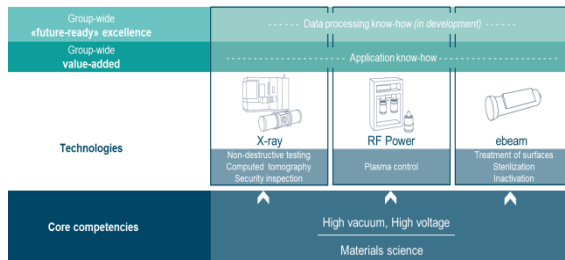 Group-wide
«future-ready» excellence
Data processing know-how (in development)
Group-wide
value-added
Application know-how
Technologies
X-ray
Non-destructive testing
Computed tomography
Security inspection
RF Power
Plasma control
ebeam
Treatment of surfaces
Sterilization
Inactivation
Core competencies
High vacuum, High voltage
Materials science